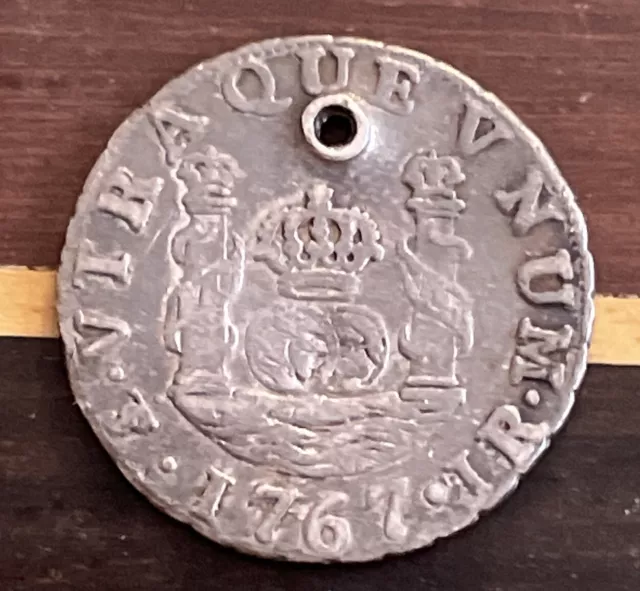 VTRAQUE VNUM
· 1767 · IR ·